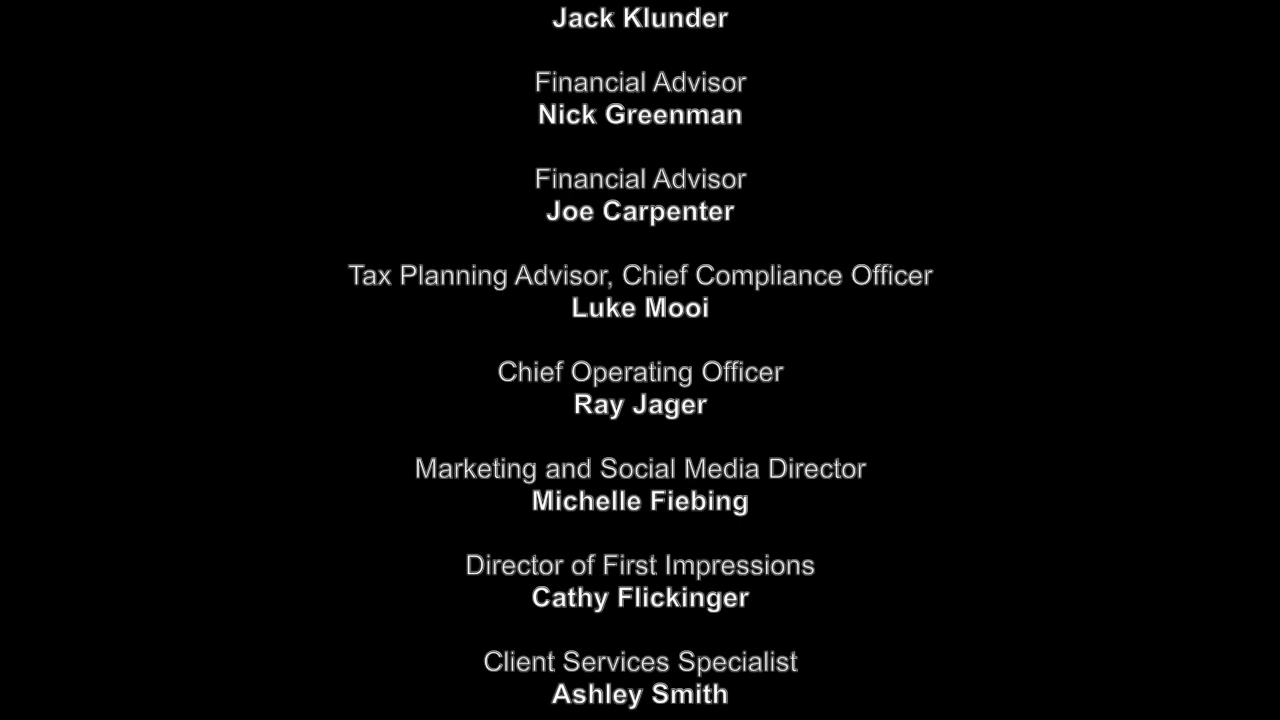 Jack Klunder
Financial Advisor
Nick Greenman
Financial Advisor
Joe Carpenter
Tax Planning Advisor, Chief Compliance Officer
Luke Mooi
Chief Operating Officer
Ray Jager
Marketing and Social Media Director
Michelle Fiebing
Director of First Impressions
Cathy Flickinger
Client Services Specialist
Ashley Smith